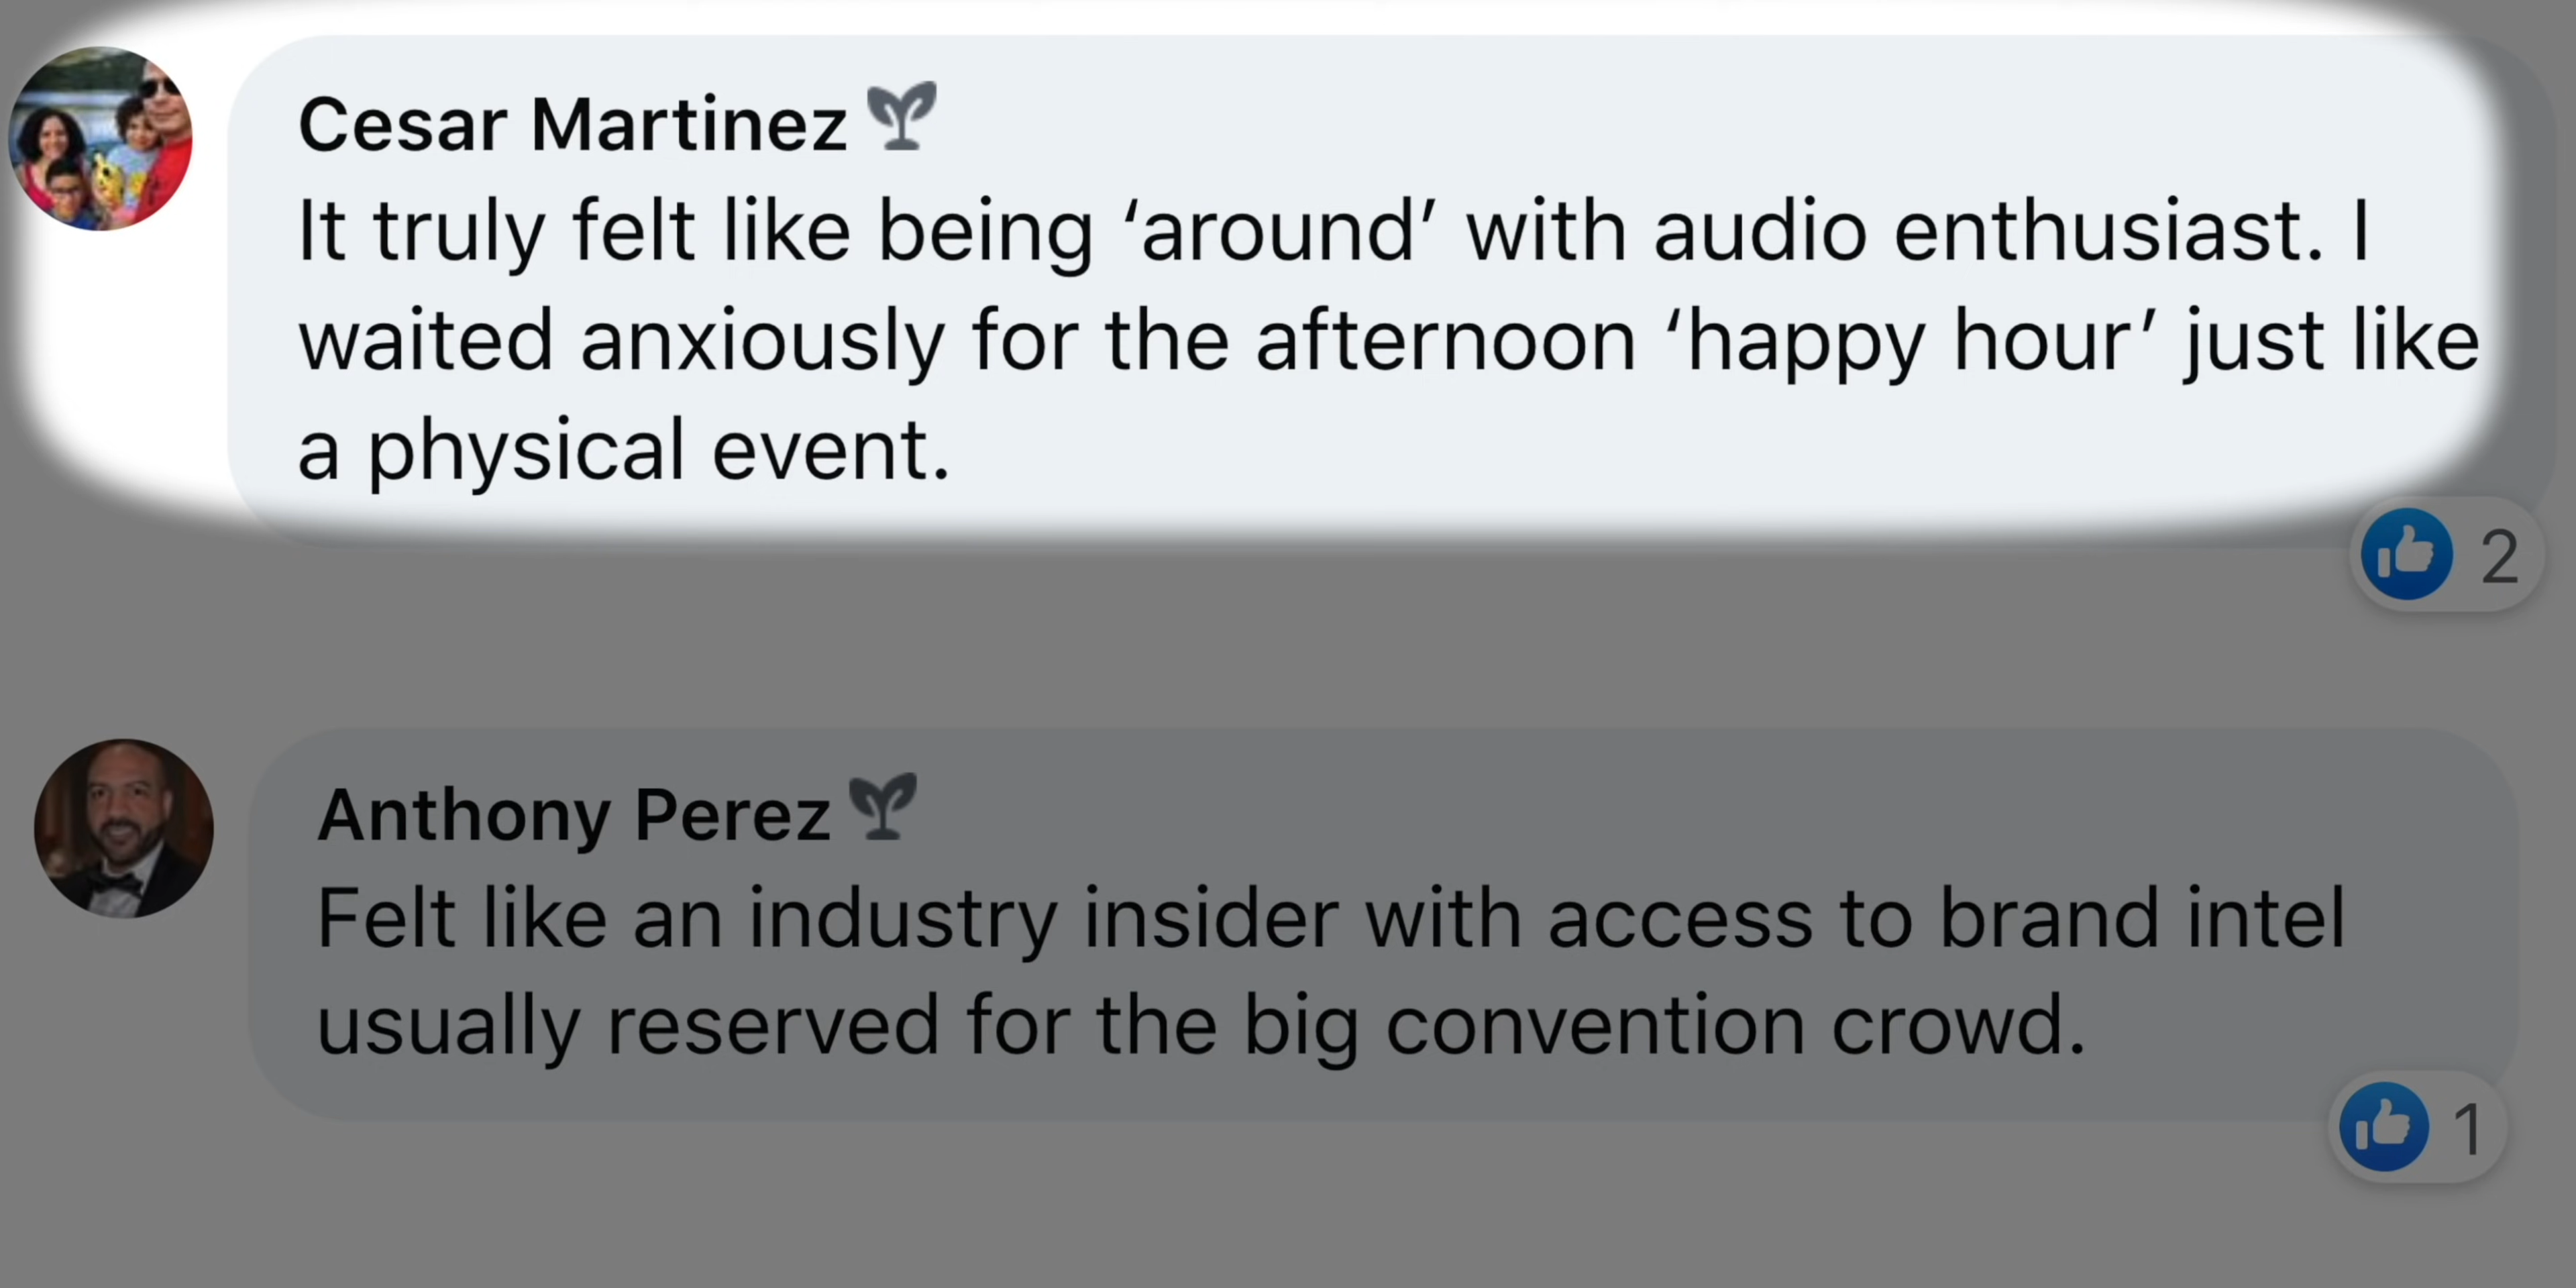 Cesar Martinez
It truly felt like being ‘around’ with audio enthusiast. I
waited anxiously for the afternoon ‘happy hour’ just like
a physical event.
2
Anthony Perez
Felt like an industry insider with access to brand intel
usually reserved for the big convention crowd.
1